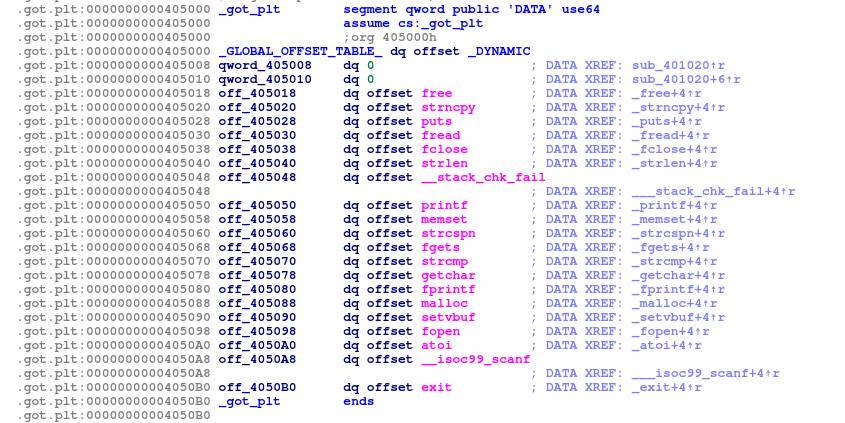 .got.plt:0000000000405000 _got_plt segment qword public 'DATA' use64
.got.plt:0000000000405000 assume cs:_got_plt
.got.plt:0000000000405000 ;org 405000h
.got.plt:0000000000405000 _GLOBAL_OFFSET_TABLE_ dq offset _DYNAMIC
.got.plt:0000000000405008 qword_405008 dq 0 ; DATA XREF: sub_401020↑r
.got.plt:0000000000405010 qword_405010 dq 0 ; DATA XREF: sub_401020+6↑r
.got.plt:0000000000405018 off_405018 dq offset free ; DATA XREF: _free+4↑r
.got.plt:0000000000405020 off_405020 dq offset strncpy ; DATA XREF: _strncpy+4↑r
.got.plt:0000000000405028 off_405028 dq offset puts ; DATA XREF: _puts+4↑r
.got.plt:0000000000405030 off_405030 dq offset fread ; DATA XREF: _fread+4↑r
.got.plt:0000000000405038 off_405038 dq offset fclose ; DATA XREF: _fclose+4↑r
.got.plt:0000000000405040 off_405040 dq offset strlen ; DATA XREF: _strlen+4↑r
.got.plt:0000000000405048 off_405048 dq offset __stack_chk_fail
.got.plt:0000000000405048 ; DATA XREF: ___stack_chk_fail+4↑r
.got.plt:0000000000405050 off_405050 dq offset printf ; DATA XREF: _printf+4↑r
.got.plt:0000000000405058 off_405058 dq offset memset ; DATA XREF: _memset+4↑r
.got.plt:0000000000405060 off_405060 dq offset strcspn ; DATA XREF: _strcspn+4↑r
.got.plt:0000000000405068 off_405068 dq offset fgets ; DATA XREF: _fgets+4↑r
.got.plt:0000000000405070 off_405070 dq offset strcmp ; DATA XREF: _strcmp+4↑r
.got.plt:0000000000405078 off_405078 dq offset getchar ; DATA XREF: _getchar+4↑r
.got.plt:0000000000405080 off_405080 dq offset fprintf ; DATA XREF: _fprintf+4↑r
.got.plt:0000000000405088 off_405088 dq offset malloc ; DATA XREF: _malloc+4↑r
.got.plt:0000000000405090 off_405090 dq offset setvbuf ; DATA XREF: _setvbuf+4↑r
.got.plt:0000000000405098 off_405098 dq offset fopen ; DATA XREF: _fopen+4↑r
.got.plt:00000000004050A0 off_4050A0 dq offset atoi ; DATA XREF: _atoi+4↑r
.got.plt:00000000004050A8 off_4050A8 dq offset __isoc99_scanf
.got.plt:00000000004050A8 ; DATA XREF: ___isoc99_scanf+4↑r
.got.plt:00000000004050B0 off_4050B0 dq offset exit ; DATA XREF: _exit+4↑r
.got.plt:00000000004050B0 _got_plt ends
.got.plt:00000000004050B0